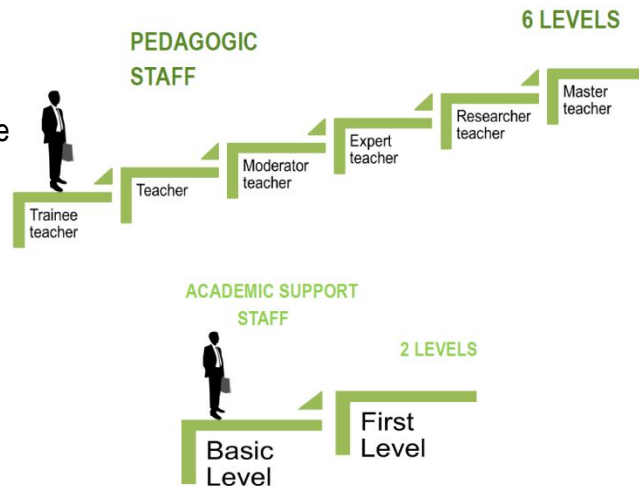 6 LEVELS
PEDAGOGIC
STAFF
e
Trainee
teacher
Teacher
Moderator
teacher
Expert
teacher
Researcher
teacher
Master
teacher
ACADEMIC SUPPORT
STAFF
2 LEVELS
Basic
Level
First
Level